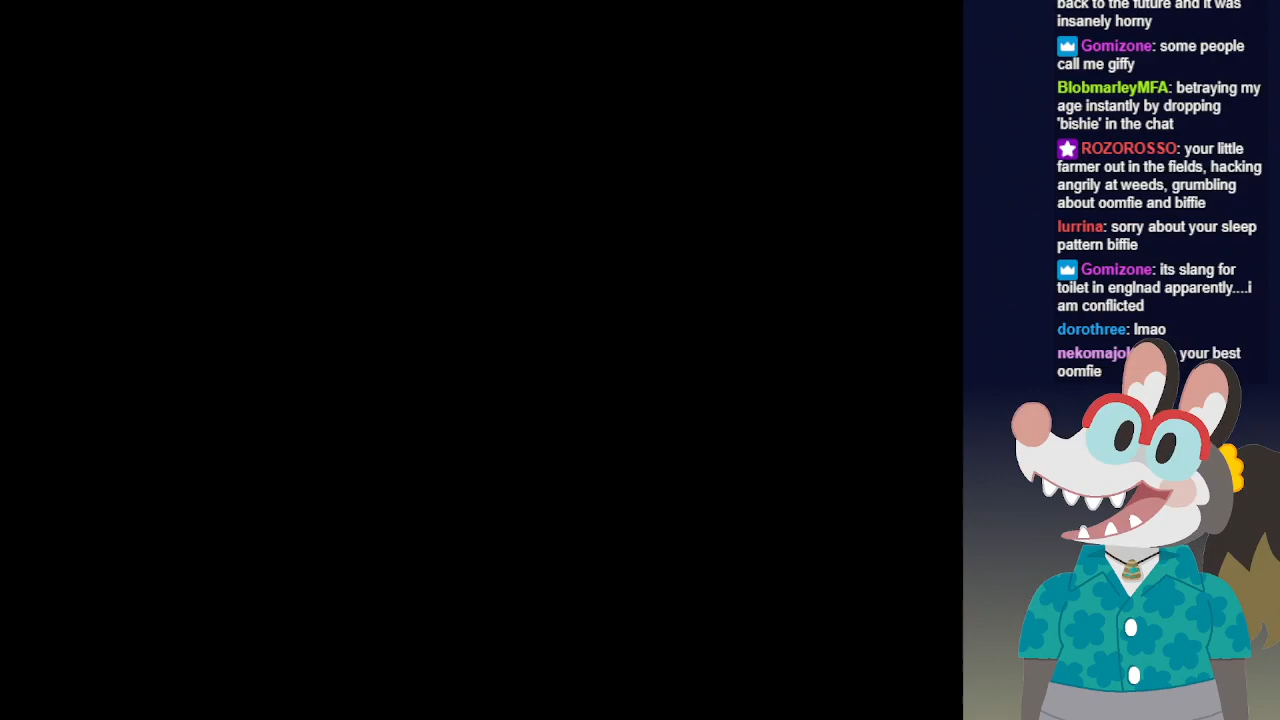 back to the future and it was
insanely horny
Gomizone: some people
call me giffy
BlobmarleyMFA: betraying my
age instantly by dropping
'bishie' in the chat
ROZOROSSO: your little
farmer out in the fields, hacking
angrily at weeds, grumbling
about oomfie and biffie
lurrina: sorry about your sleep
pattern biffie
Gomizone: its slang for
toilet in englnad apparently....i
am conflicted
dorothree: lmao
your best
oomfie